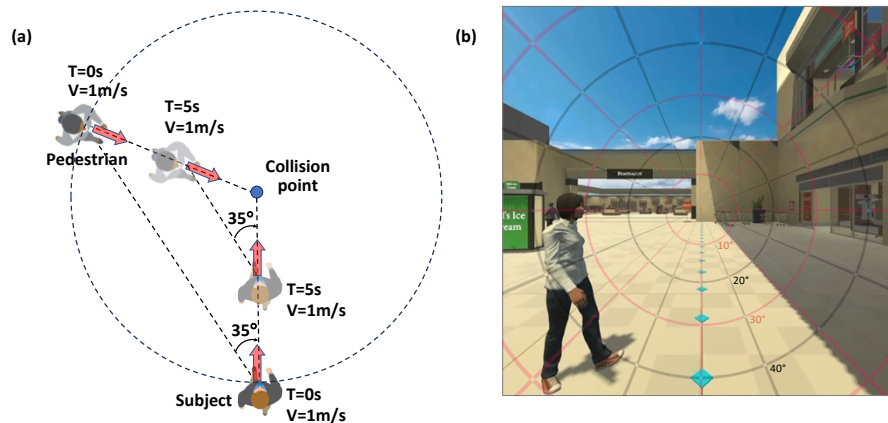 (a)
T=0s
V=1m/s
Pedestrian
T=5s
V=1m/s
Collision
point
35°
T=5s
V=1m/s
35°
Subject
T=0s
V=1m/s
(b)
l's Ice
ream
10°
20°
30°
40°